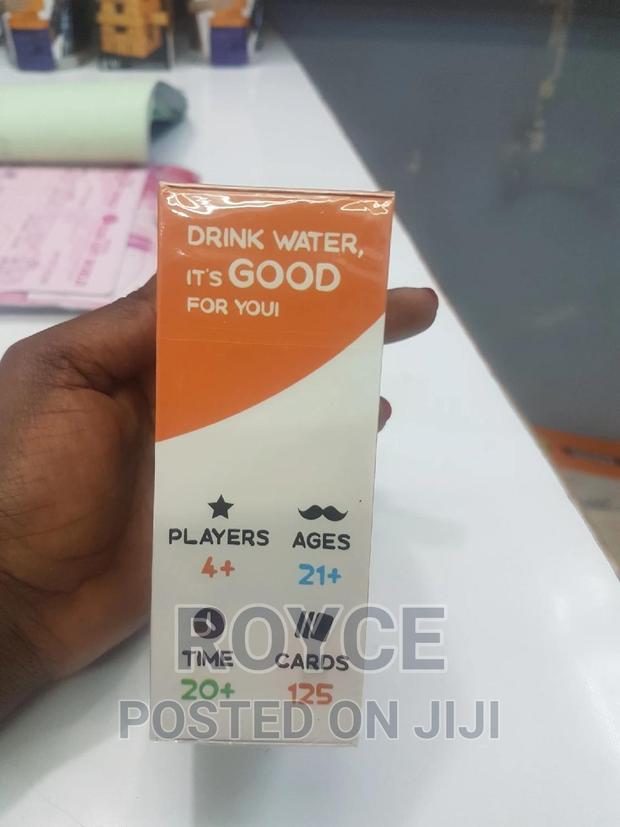 DRINK WATER,
IT'S GOOD
FOR YOU!
PLAYERS
4+
AGES
21+
TIME
20+
CARDS
125
ROYCE
POSTED ON JIJI